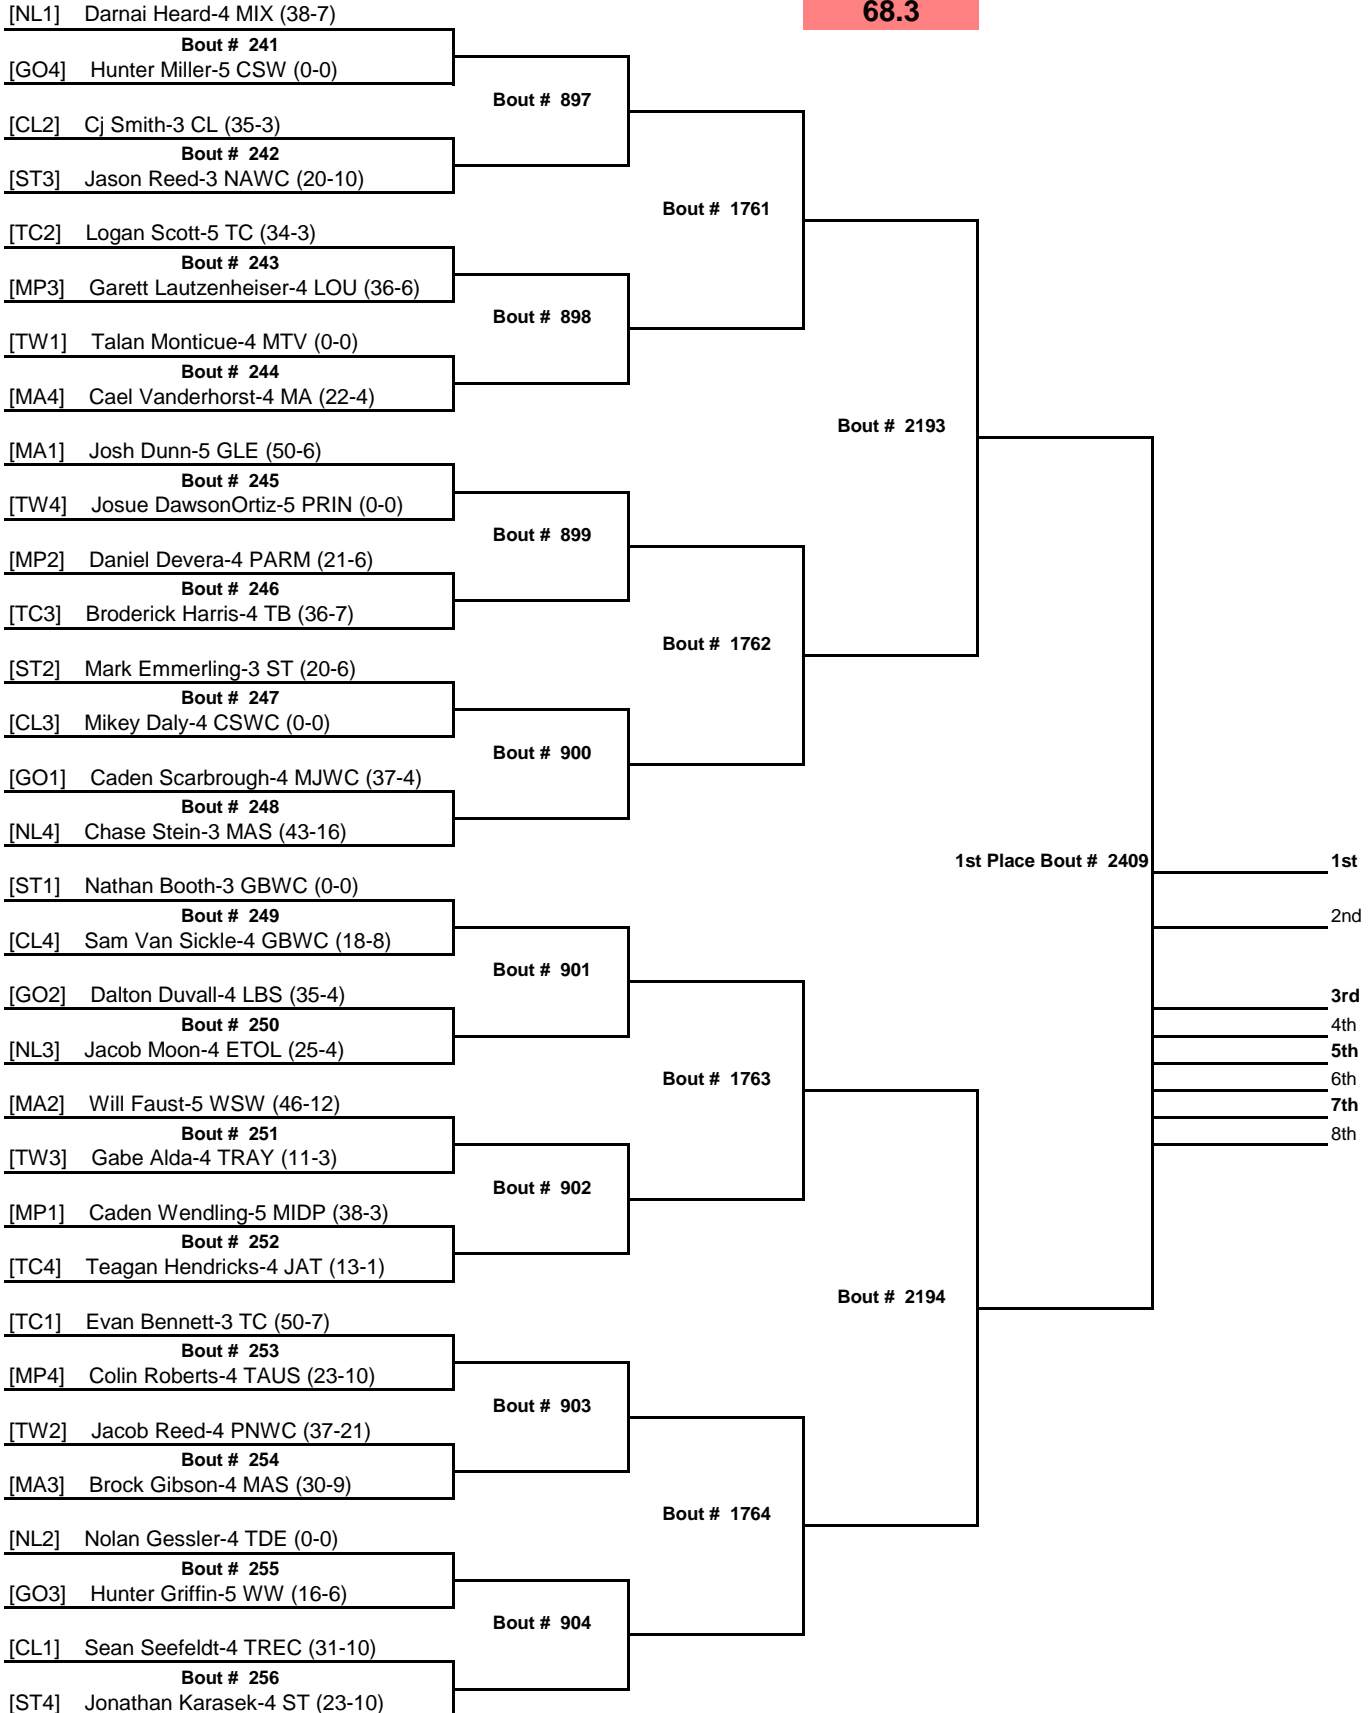 [NL1] Darnai Heard-4 MIX (38-7)
68.3
Bout # 241
[GO4] Hunter Miller-5 CSW (0-0)
Bout # 897
[CL2] Cj Smith-3 CL (35-3)
Bout # 242
[ST3] Jason Reed-3 NAWC (20-10)
Bout # 1761
[TC2] Logan Scott-5 TC (34-3)
Bout # 243
[MP3] Garett Lautzenheiser-4 LOU (36-6)
Bout # 898
[TW1] Talan Monticue-4 MTV (0-0)
Bout # 244
[MA4] Cael Vanderhorst-4 MA (22-4)
Bout # 2193
[MA1] Josh Dunn-5 GLE (50-6)
Bout # 245
[TW4] Josue DawsonOrtiz-5 PRIN (0-0)
Bout # 899
[MP2] Daniel Devera-4 PARM (21-6)
Bout # 246
[TC3] Broderick Harris-4 TB (36-7)
Bout # 1762
[ST2] Mark Emmerling-3 ST (20-6)
Bout # 247
[CL3] Mikey Daly-4 CSWC (0-0)
Bout # 900
[GO1] Caden Scarbrough-4 MJWC (37-4)
Bout # 248
[NL4] Chase Stein-3 MAS (43-16)
1st Place Bout # 2409
1st
[ST1] Nathan Booth-3 GBWC (0-0)
Bout # 249
2nd
[CL4] Sam Van Sickle-4 GBWC (18-8)
Bout # 901
[GO2] Dalton Duvall-4 LBS (35-4)
3rd
Bout # 250
4th
[NL3] Jacob Moon-4 ETOL (25-4)
5th
Bout # 1763
6th
[MA2] Will Faust-5 WSW (46-12)
7th
Bout # 251
8th
[TW3] Gabe Alda-4 TRAY (11-3)
Bout # 902
[MP1] Caden Wendling-5 MIDP (38-3)
Bout # 252
[TC4] Teagan Hendricks-4 JAT (13-1)
Bout # 2194
[TC1] Evan Bennett-3 TC (50-7)
Bout # 253
[MP4] Colin Roberts-4 TAUS (23-10)
Bout # 903
[TW2] Jacob Reed-4 PNWC (37-21)
Bout # 254
[MA3] Brock Gibson-4 MAS (30-9)
Bout # 1764
[NL2] Nolan Gessler-4 TDE (0-0)
Bout # 255
[GO3] Hunter Griffin-5 WW (16-6)
Bout # 904
[CL1] Sean Seefeldt-4 TREC (31-10)
Bout # 256
[ST4] Jonathan Karasek-4 ST (23-10)